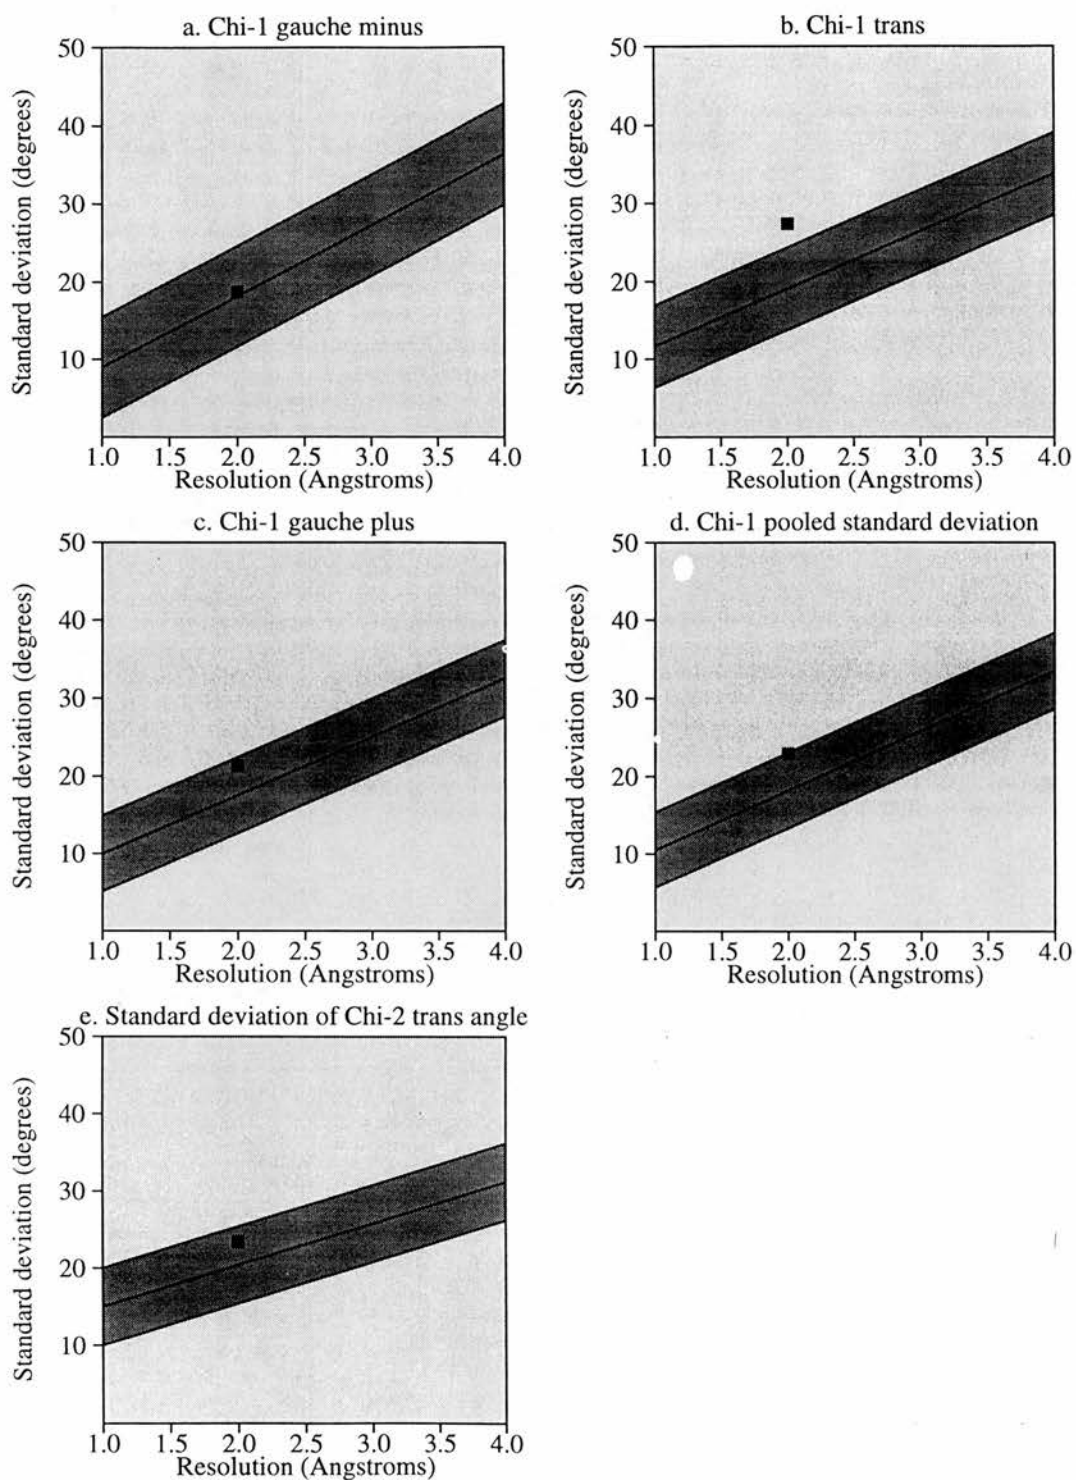 a. Chi-1 gauche minus
50
40
30
20
10
Standard deviation (degrees)
1.0 1.5 2.0 2.5 3.0 3.5 4.0
Resolution (Angstroms)
b. Chi-1 trans
50
40
30
20
10
Standard deviation (degrees)
1.0 1.5 2.0 2.5 3.0 3.5 4.0
Resolution (Angstroms)
c. Chi-1 gauche plus
50
40
30
20
10
Standard deviation (degrees)
1.0 1.5 2.0 2.5 3.0 3.5 4.0
Resolution (Angstroms)
d. Chi-1 pooled standard deviation
50
40
30
20
10
Standard deviation (degrees)
1.0 1.5 2.0 2.5 3.0 3.5 4.0
Resolution (Angstroms)
e. Standard deviation of Chi-2 trans angle
50
40
30
20
10
Standard deviation (degrees)
1.0 1.5 2.0 2.5 3.0 3.5 4.0
Resolution (Angstroms)